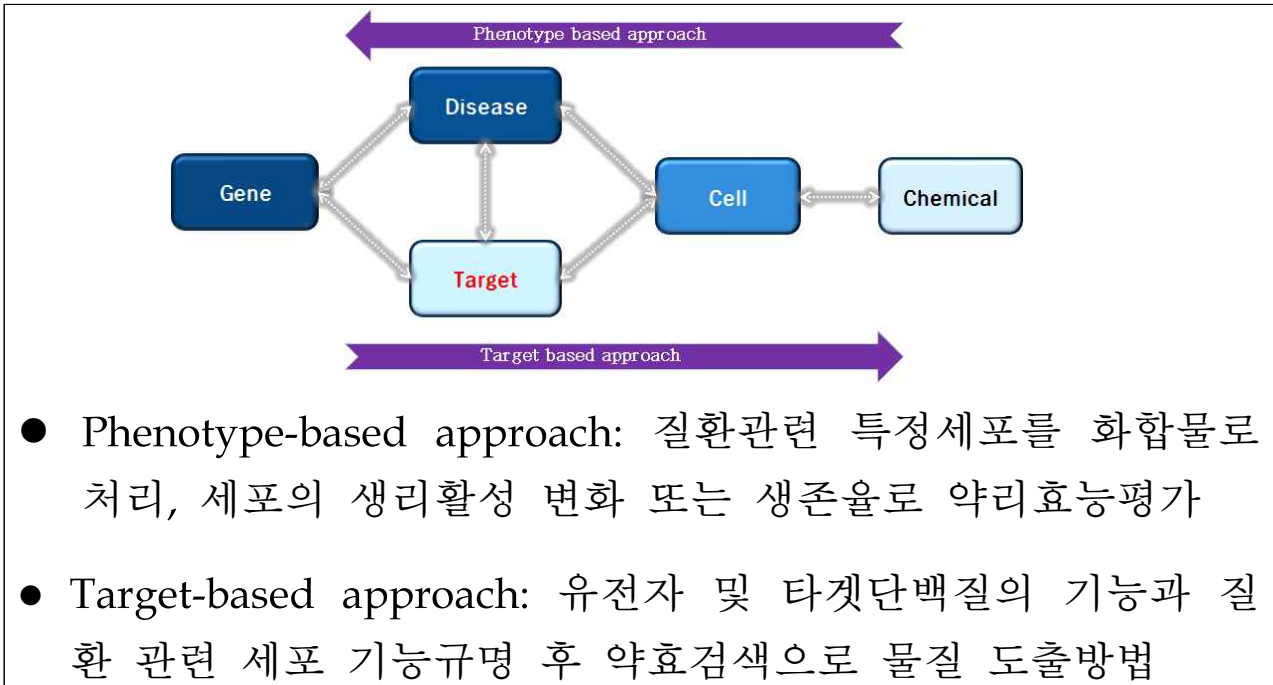 Phenotype based approach
Disease
Gene
Cell
Chemical
Target
Target based approach
● Phenotype-based approach: 질환관련 특정세포를 화합물로
처리, 세포의 생리활성 변화 또는 생존율로 약리효능평가
● Target-based approach: 유전자 및 타겟단백질의 기능과 질
환 관련 세포 기능규명 후 약효검색으로 물질 도출방법